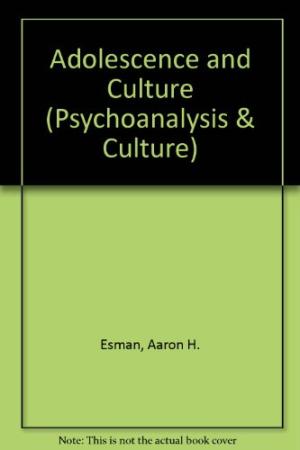 Adolescence and
Culture
(Psychoanalysis &
Culture)
Esman, Aaron H.
Note: This is not the actual book cover